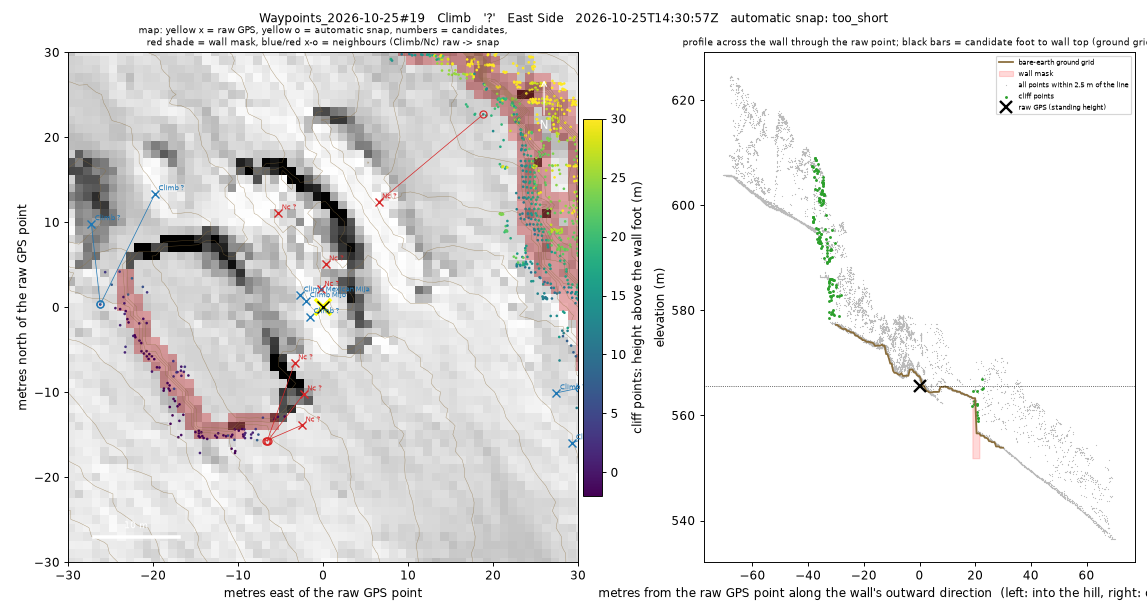 Waypoints_2026-10-25#19   Climb   '?'   East Side   2026-10-25T14:30:57Z   automatic snap: too_short
map: yellow x = raw GPS, yellow o = automatic snap, numbers = candidates,
red shade = wall mask, blue/red x-o = neighbours (Climb/Nc) raw -> snap
profile across the wall through the raw point; black bars = candidate foot to wall top (ground gri
metres north of the raw GPS point
30
20
10
0
−10
−20
−30
−30
−20
−10
0
10
20
30
metres east of the raw GPS point
Climb ?
Nc ?
Nc ?
Nc ?
Nc ?
Nc ?
Nc ?
Climb
N
30
25
20
15
10
5
0
cliff points: height above the wall foot (m)
elevation (m)
620
600
580
560
540
−60
−40
−20
0
20
40
60
metres from the raw GPS point along the wall's outward direction  (left: into the hill, right:
bare-earth ground grid
wall mask
all points within 2.5 m of the line
cliff points
raw GPS (standing height)